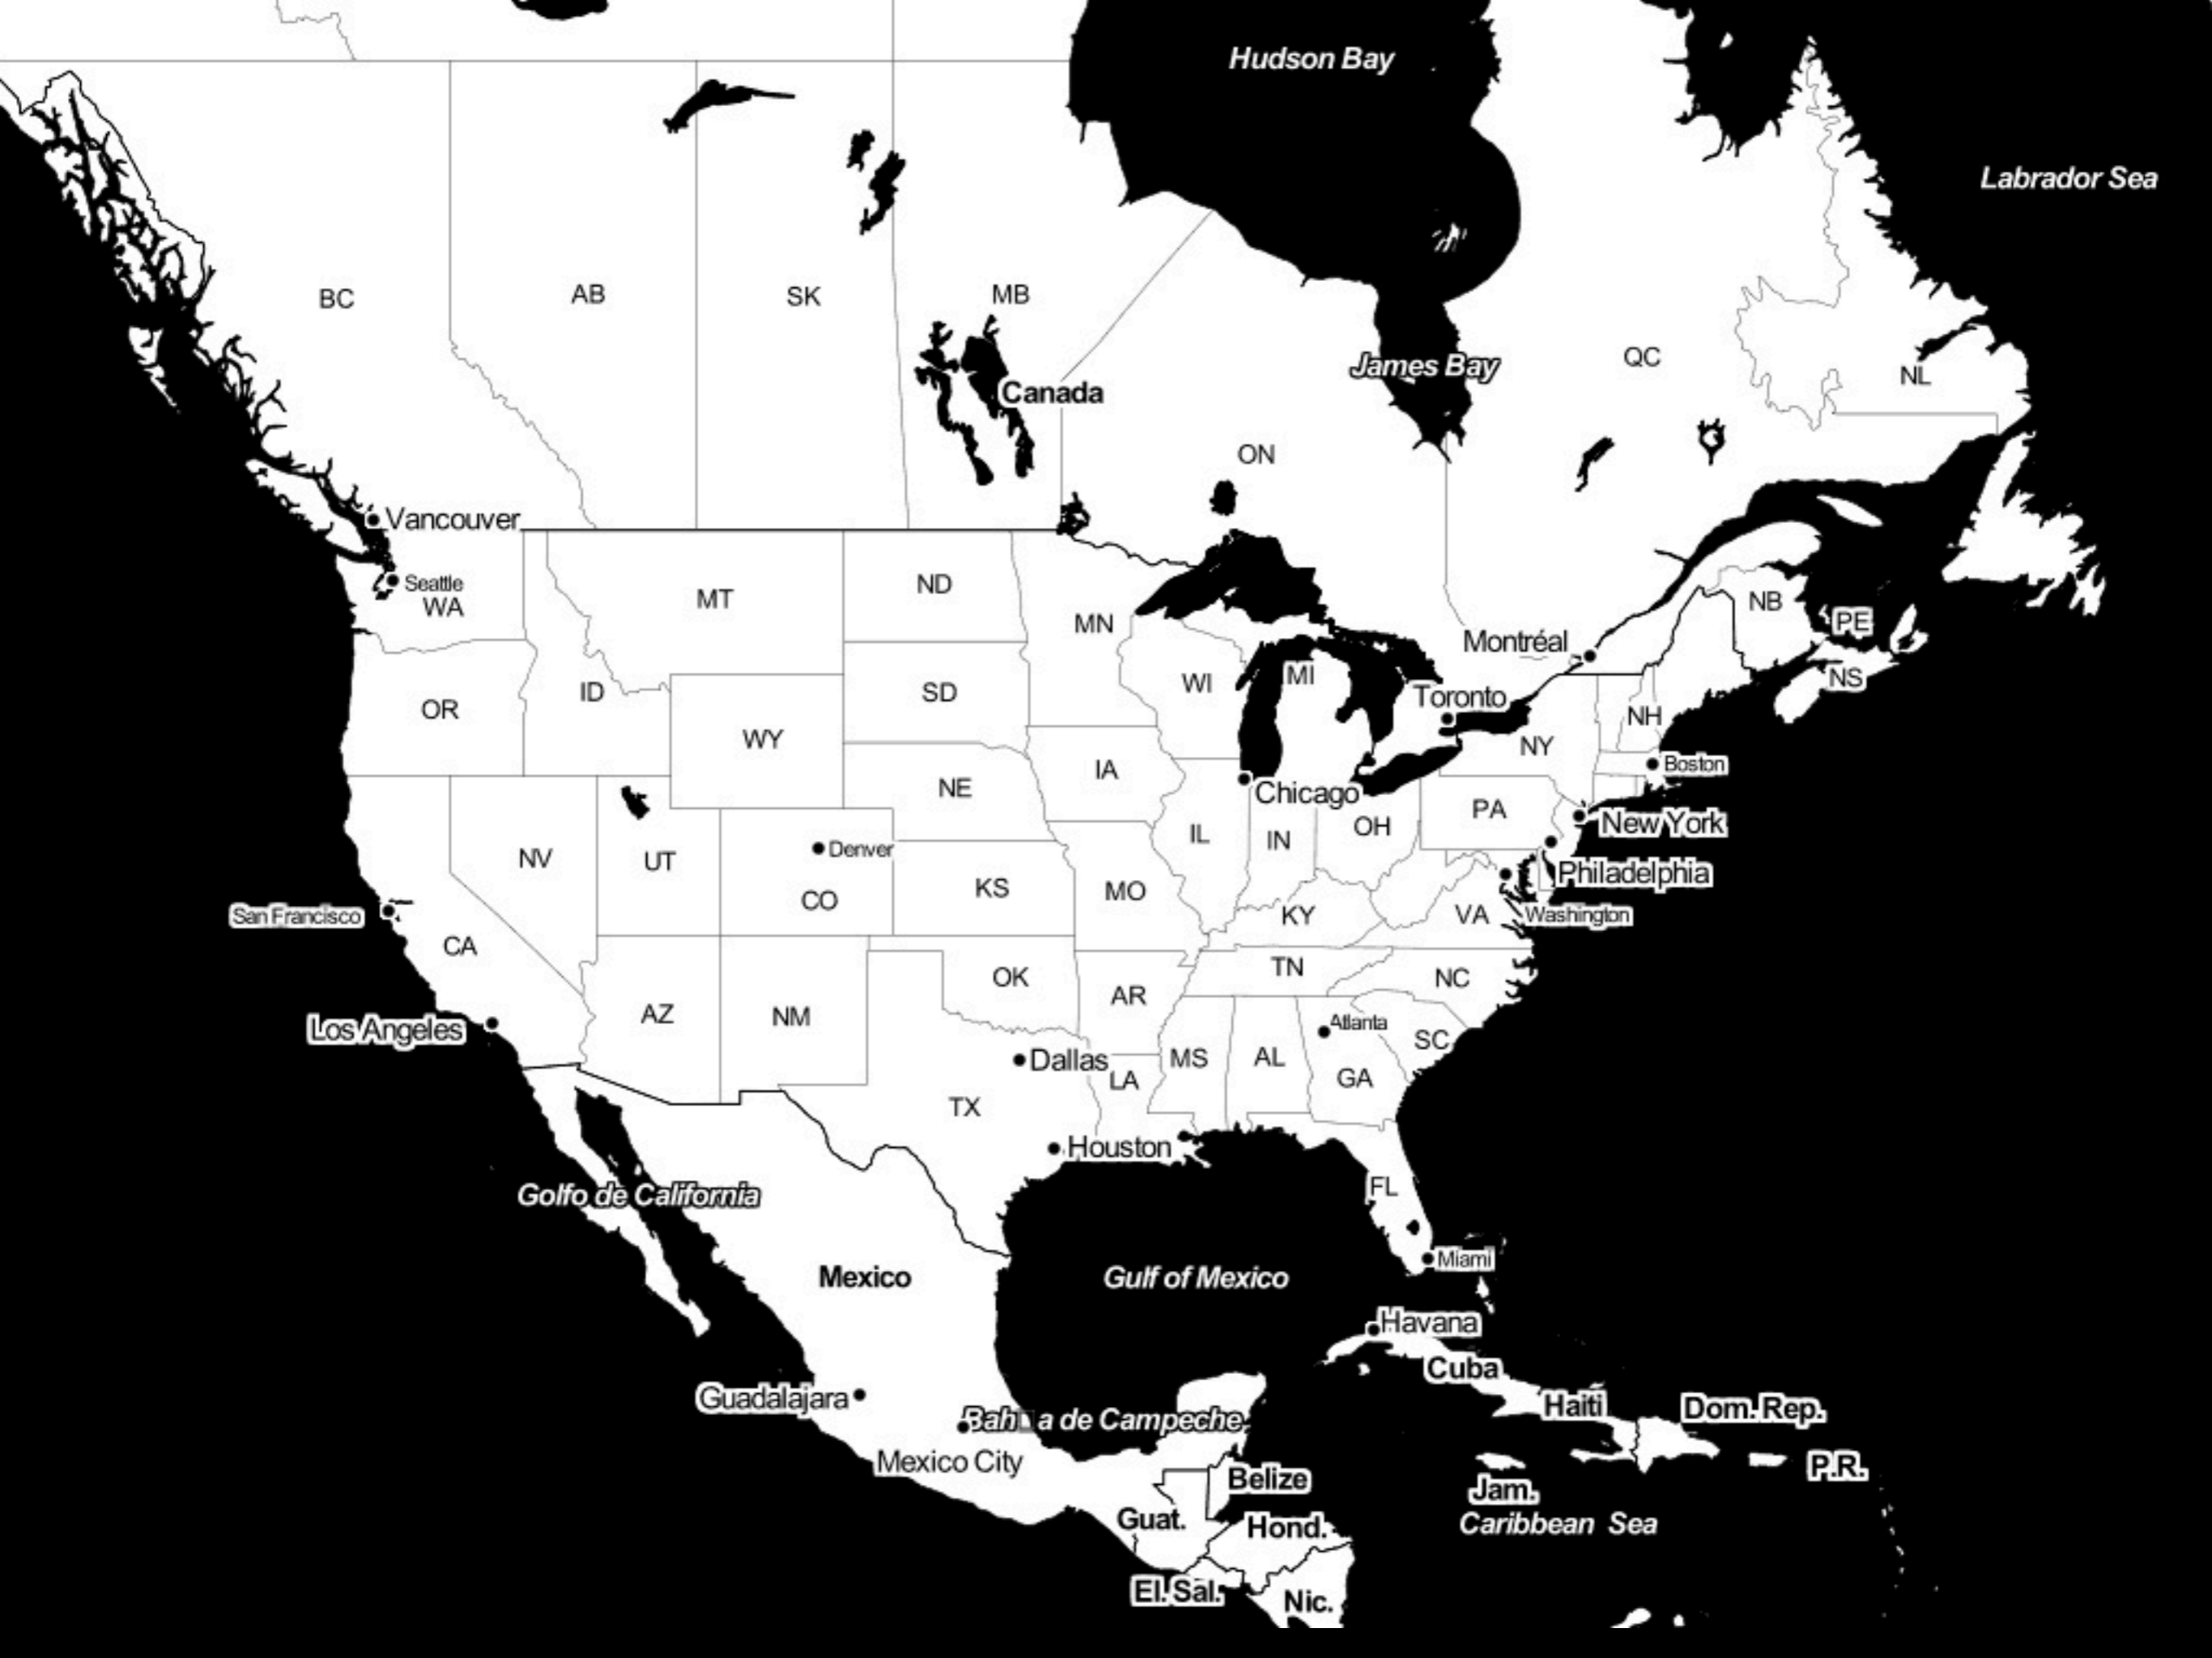 Hudson Bay
Labrador Sea
BC
AB
SK
MB
James Bay
QC
NL
Canada
ON
Vancouver
Seattle
WA
MT
ND
MN
NB
PE
Montréal
WI
MI
NS
OR
ID
SD
Toronto
NH
WY
NY
IA
Boston
NE
Chicago
PA
New York
IL
IN
OH
NV
UT
Denver
Philadelphia
CO
KS
MO
KY
VA
Washington
San Francisco
CA
TN
NC
OK
AR
AZ
NM
Los Angeles
Atlanta
SC
Dallas
MS
AL
LA
GA
TX
Houston
FL
Golfo de California
Miami
Mexico
Gulf of Mexico
Havana
Cuba
Guadalajara
Haiti
Dom. Rep.
Bah□a de Campeche
Mexico City
P.R.
Belize
Jam.
Guat.
Hond.
Caribbean Sea
El. Sal.
Nic.